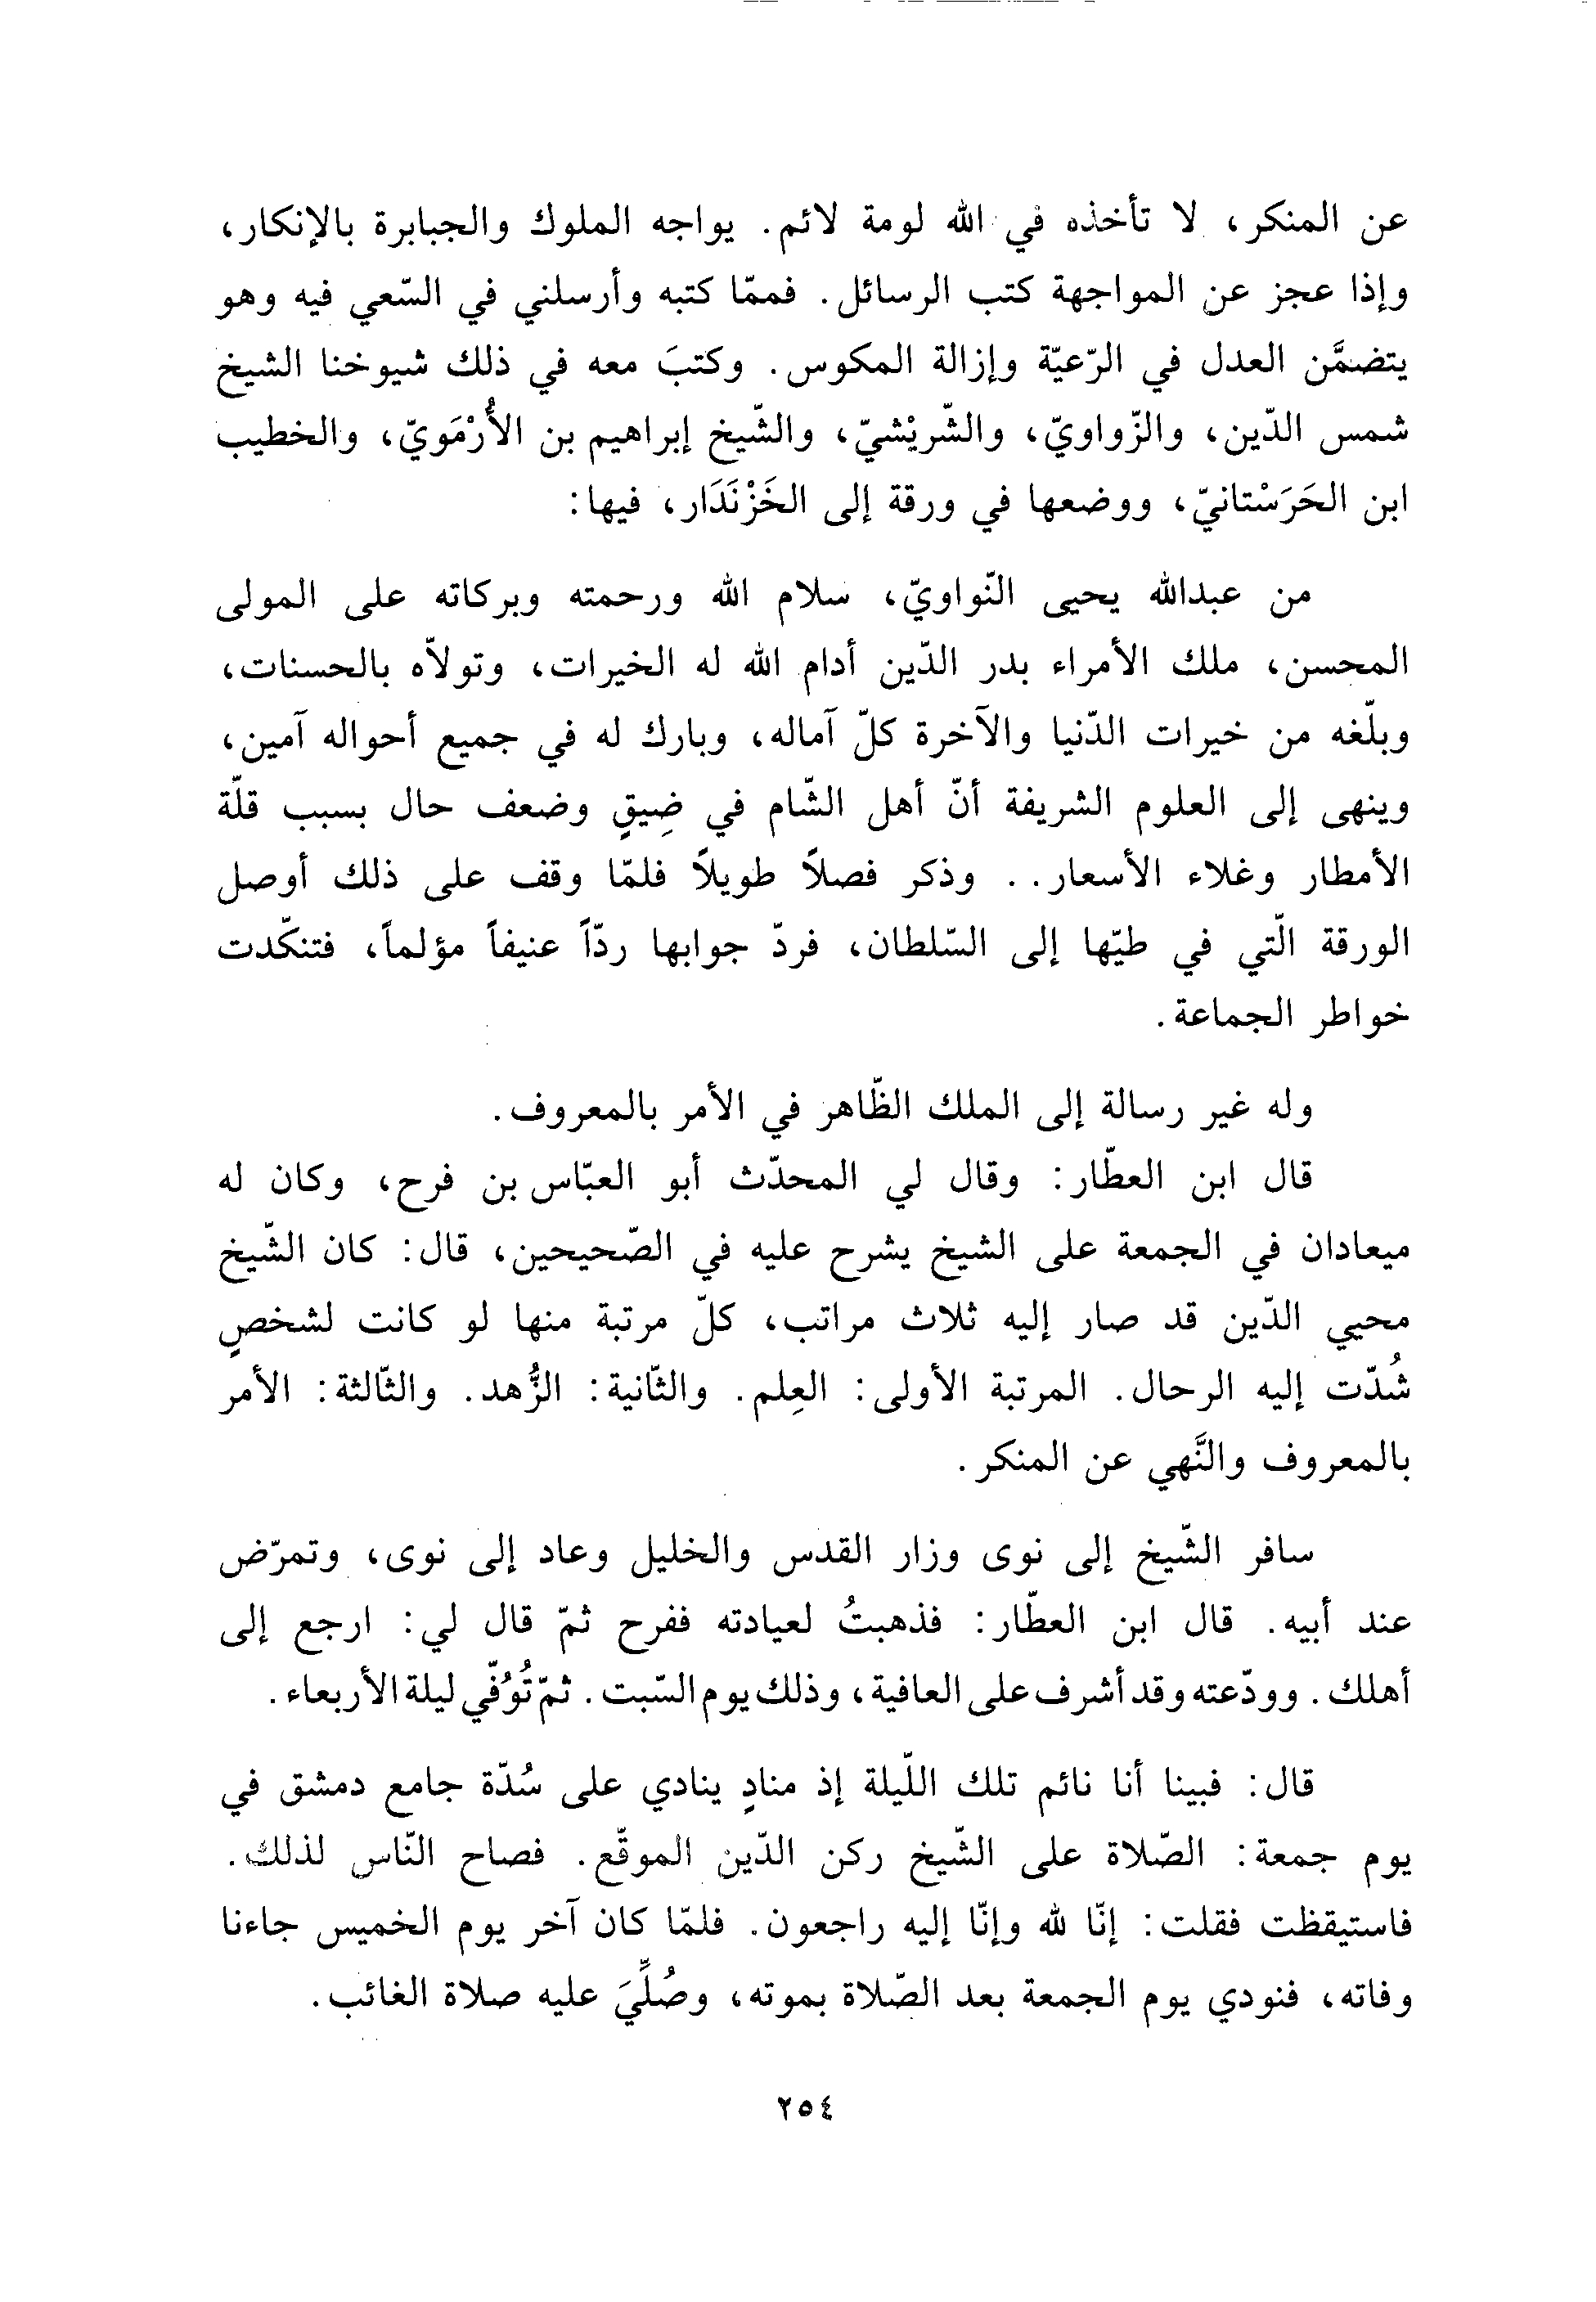 عن المنكر، لا تأخذه في الله لومة لائم. يواجه الملوك والجبابرة بالإنكار،
وإذا عجز عن المواجهة كتب الرسائل. فممّا كتبه وأرسلني في السّعي فيه وهو
يتضمَّن العدل في الرّعيّة وإزالة المكوس. وكتبَ معه في ذلك شيوخنا الشيخ
شمس الدّين، والزّواويّ، والشّريْشيّ، والشّيخ إبراهيم بن الأُرْمَويّ، والخطيب
ابن الحَرَسْتانيّ، ووضعها في ورقة إلى الخَزْنَدَار، فيها:
من عبدالله يحيى النّواويّ، سلام الله ورحمته وبركاته على المولى
المحسن، ملك الأمراء بدر الدّين أدام الله له الخيرات، وتولاّه بالحسنات،
وبلّغه من خيرات الدّنيا والآخرة كلّ آماله، وبارك له في جميع أحواله آمين،
وينهى إلى العلوم الشريفة أنّ أهل الشّام في ضِيقٍ وضعف حال بسبب قلّة
الأمطار وغلاء الأسعار.. وذكر فصلاً طويلاً فلمّا وقف على ذلك أوصل
الورقة الّتي في طيّها إلى السّلطان، فردّ جوابها ردّاً عنيفاً مؤلماً، فتنكّدت
خواطر الجماعة.
وله غير رسالة إلى الملك الظّاهر في الأمر بالمعروف.
قال ابن العطّار: وقال لي المحدّث أبو العبّاس بن فرح، وكان له
ميعادان في الجمعة على الشيخ يشرح عليه في الصّحيحين، قال: كان الشّيخ
محيي الدّين قد صار إليه ثلاث مراتب، كلّ مرتبة منها لو كانت لشخصٍ
شُدّت إليه الرحال. المرتبة الأولى: العِلم. والثّانية: الزُّهد. والثّالثة: الأمر
بالمعروف والنَّهي عن المنكر.
سافر الشّيخ إلى نوى وزار القدس والخليل وعاد إلى نوى، وتمرّض
عند أبيه. قال ابن العطّار: فذهبتُ لعيادته ففرح ثمّ قال لي: ارجع إلى
أهلك. وودّعته وقد أشرف على العافية، وذلك يوم السّبت. ثمّ تُوُفّي ليلة الأربعاء.
قال: فبينا أنا نائم تلك اللّيلة إذ منادٍ ينادي على سُدّة جامع دمشق في
يوم جمعة: الصّلاة على الشّيخ ركن الدّين الموقّع. فصاح النّاس لذلك.
فاستيقظت فقلت: إنّا لله وإنّا إليه راجعون. فلمّا كان آخر يوم الخميس جاءنا
وفاته، فنودي يوم الجمعة بعد الصّلاة بموته، وصُلِّيَ عليه صلاة الغائب.
٢٥٤